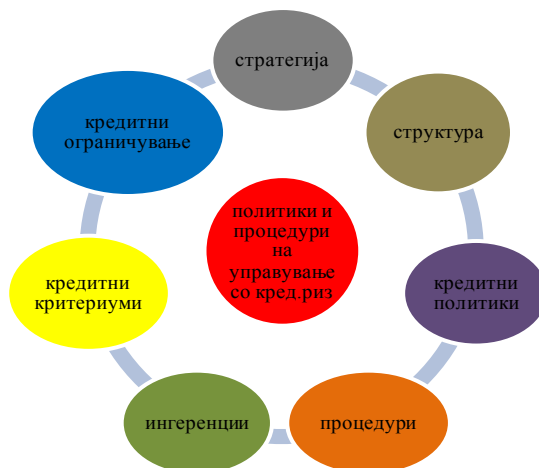 стратегија
структура
кредитни
политики
процедури
ингеренции
кредитни
критериуми
кредитни
ограничување
политики и
процедури
на
управување
со кред.риз